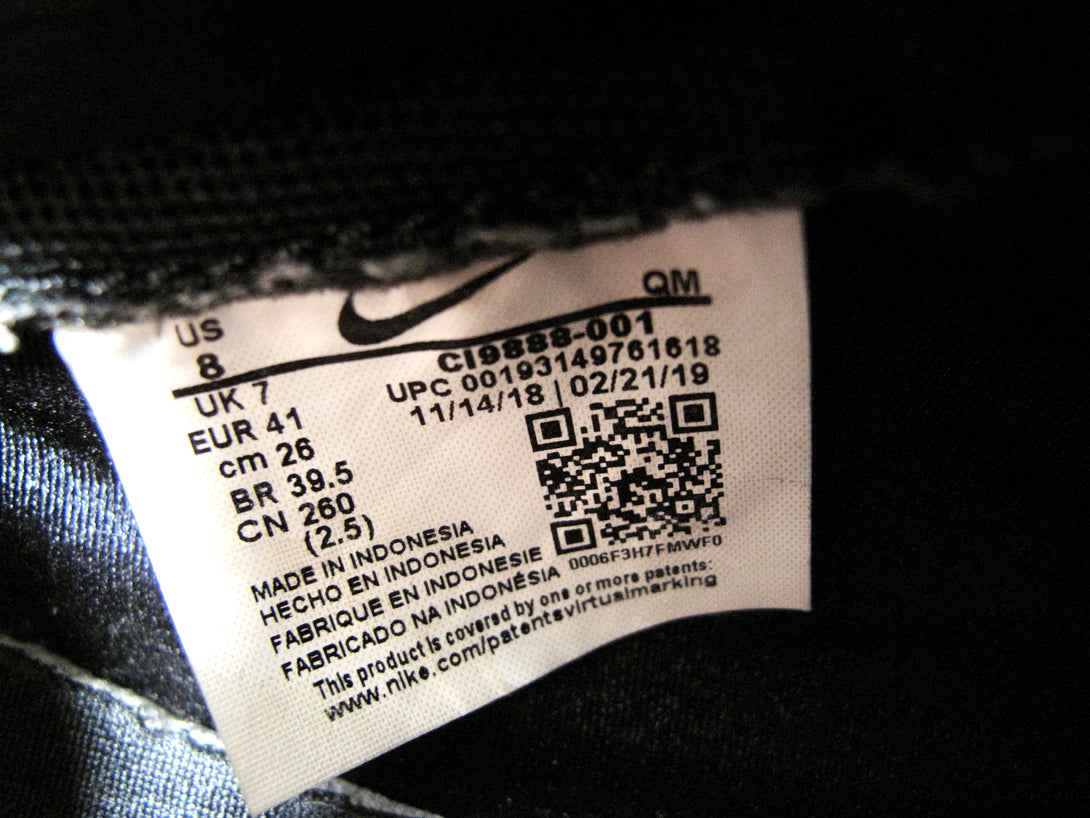 US
8
QM
CI9888-001
UPC 00193149761618
11/14/18 | 02/21/19
UK 7
EUR 41
cm 26
BR 39.5
CN 260
(2.5)
MADE IN INDONESIA
HECHO EN INDONESIA
FABRIQUE EN INDONESIE
FABRICADO NA INDONÉSIA
0006F3H7FMWF0
This product is covered by one or more patents:
www.nike.com/patentsvirtualmarking